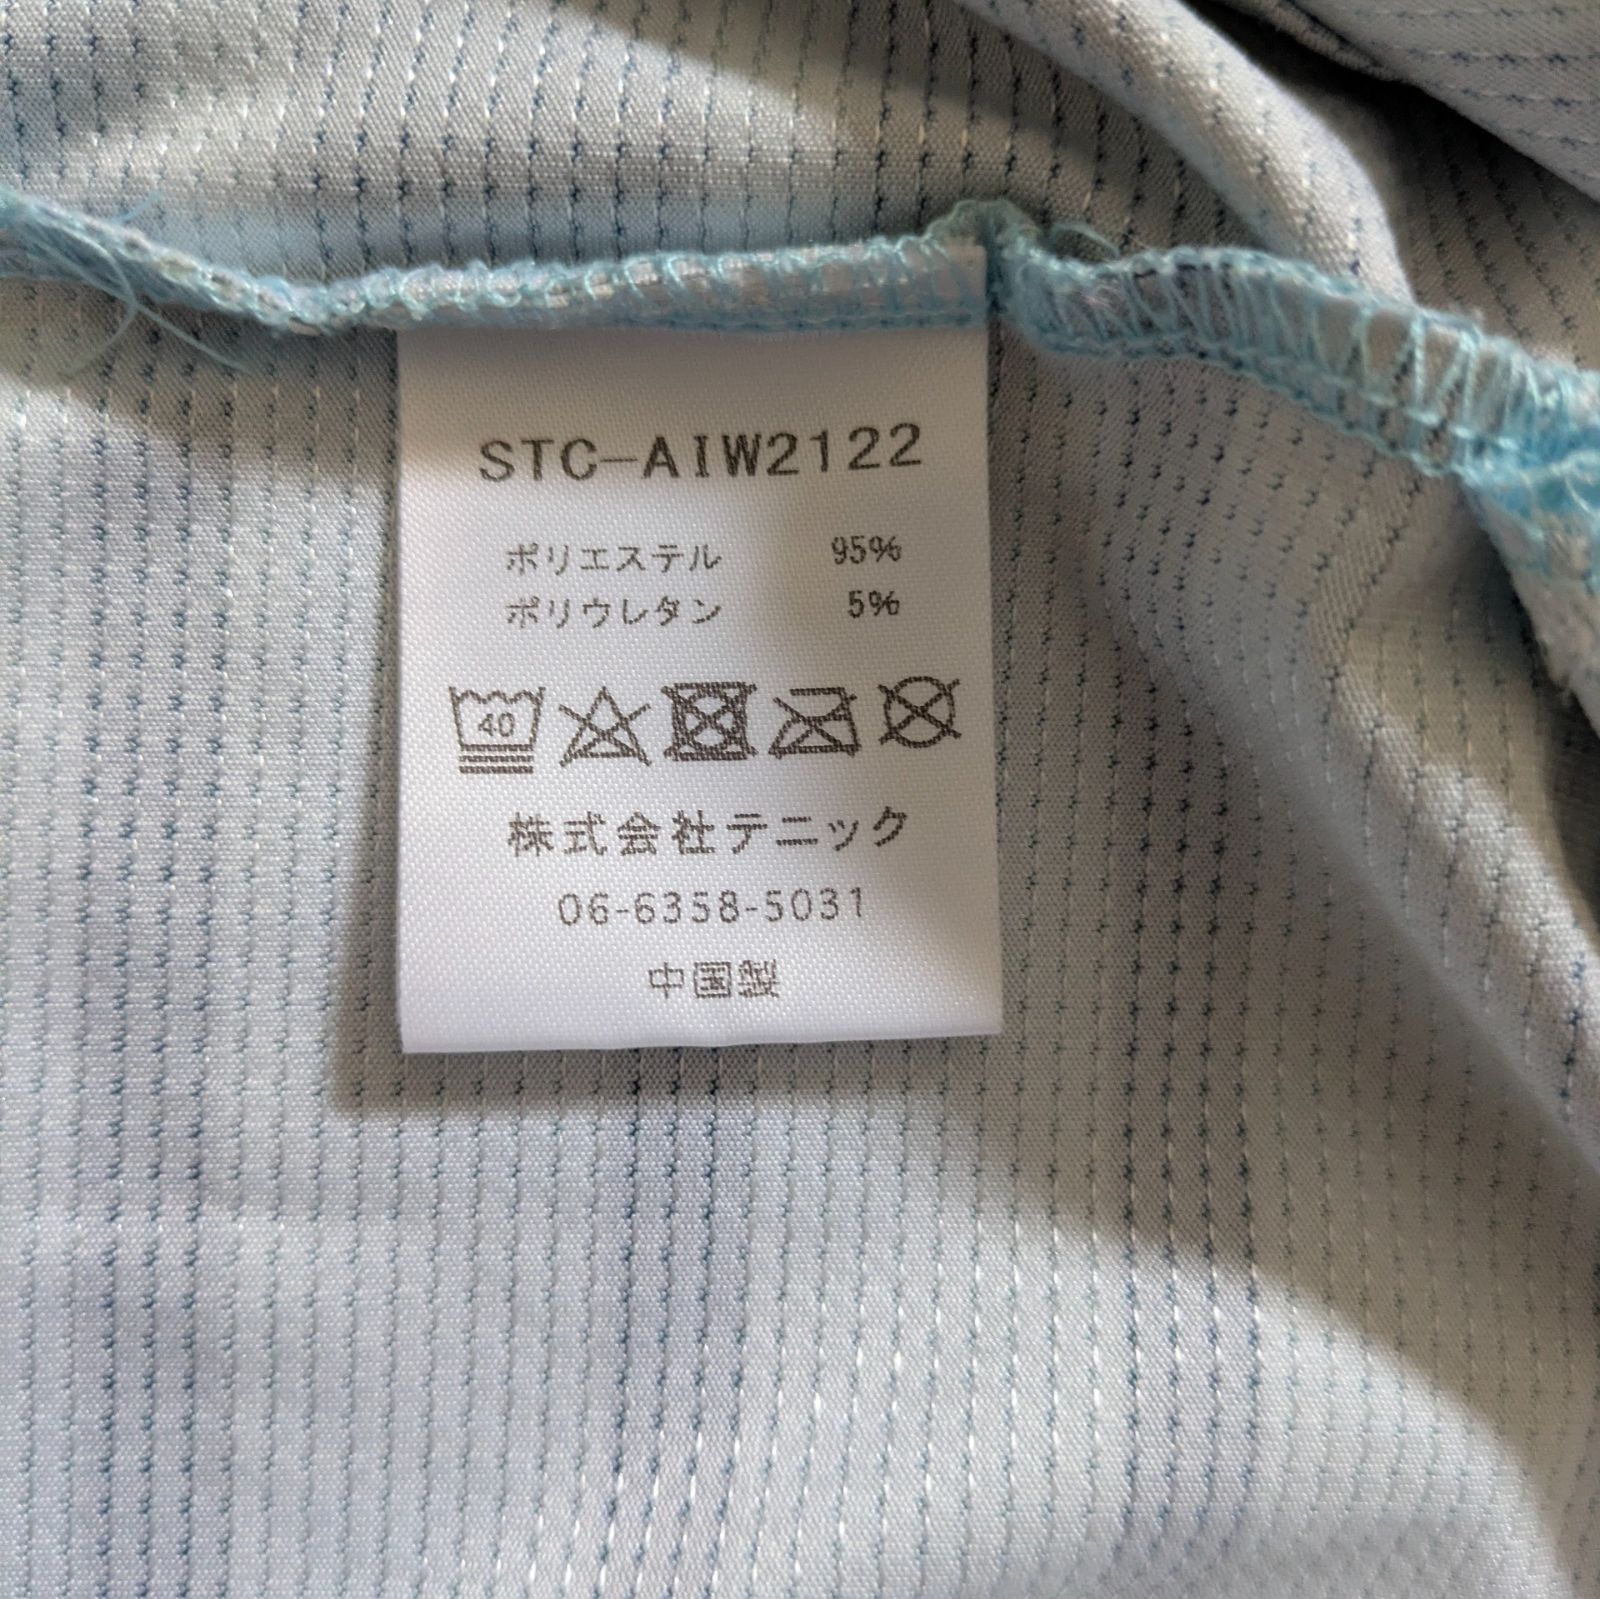 STC-AIW2122
ポリエステル 95%
ポリウレタン 5%
40
株式会社テニック
06-6358-5031
中国製